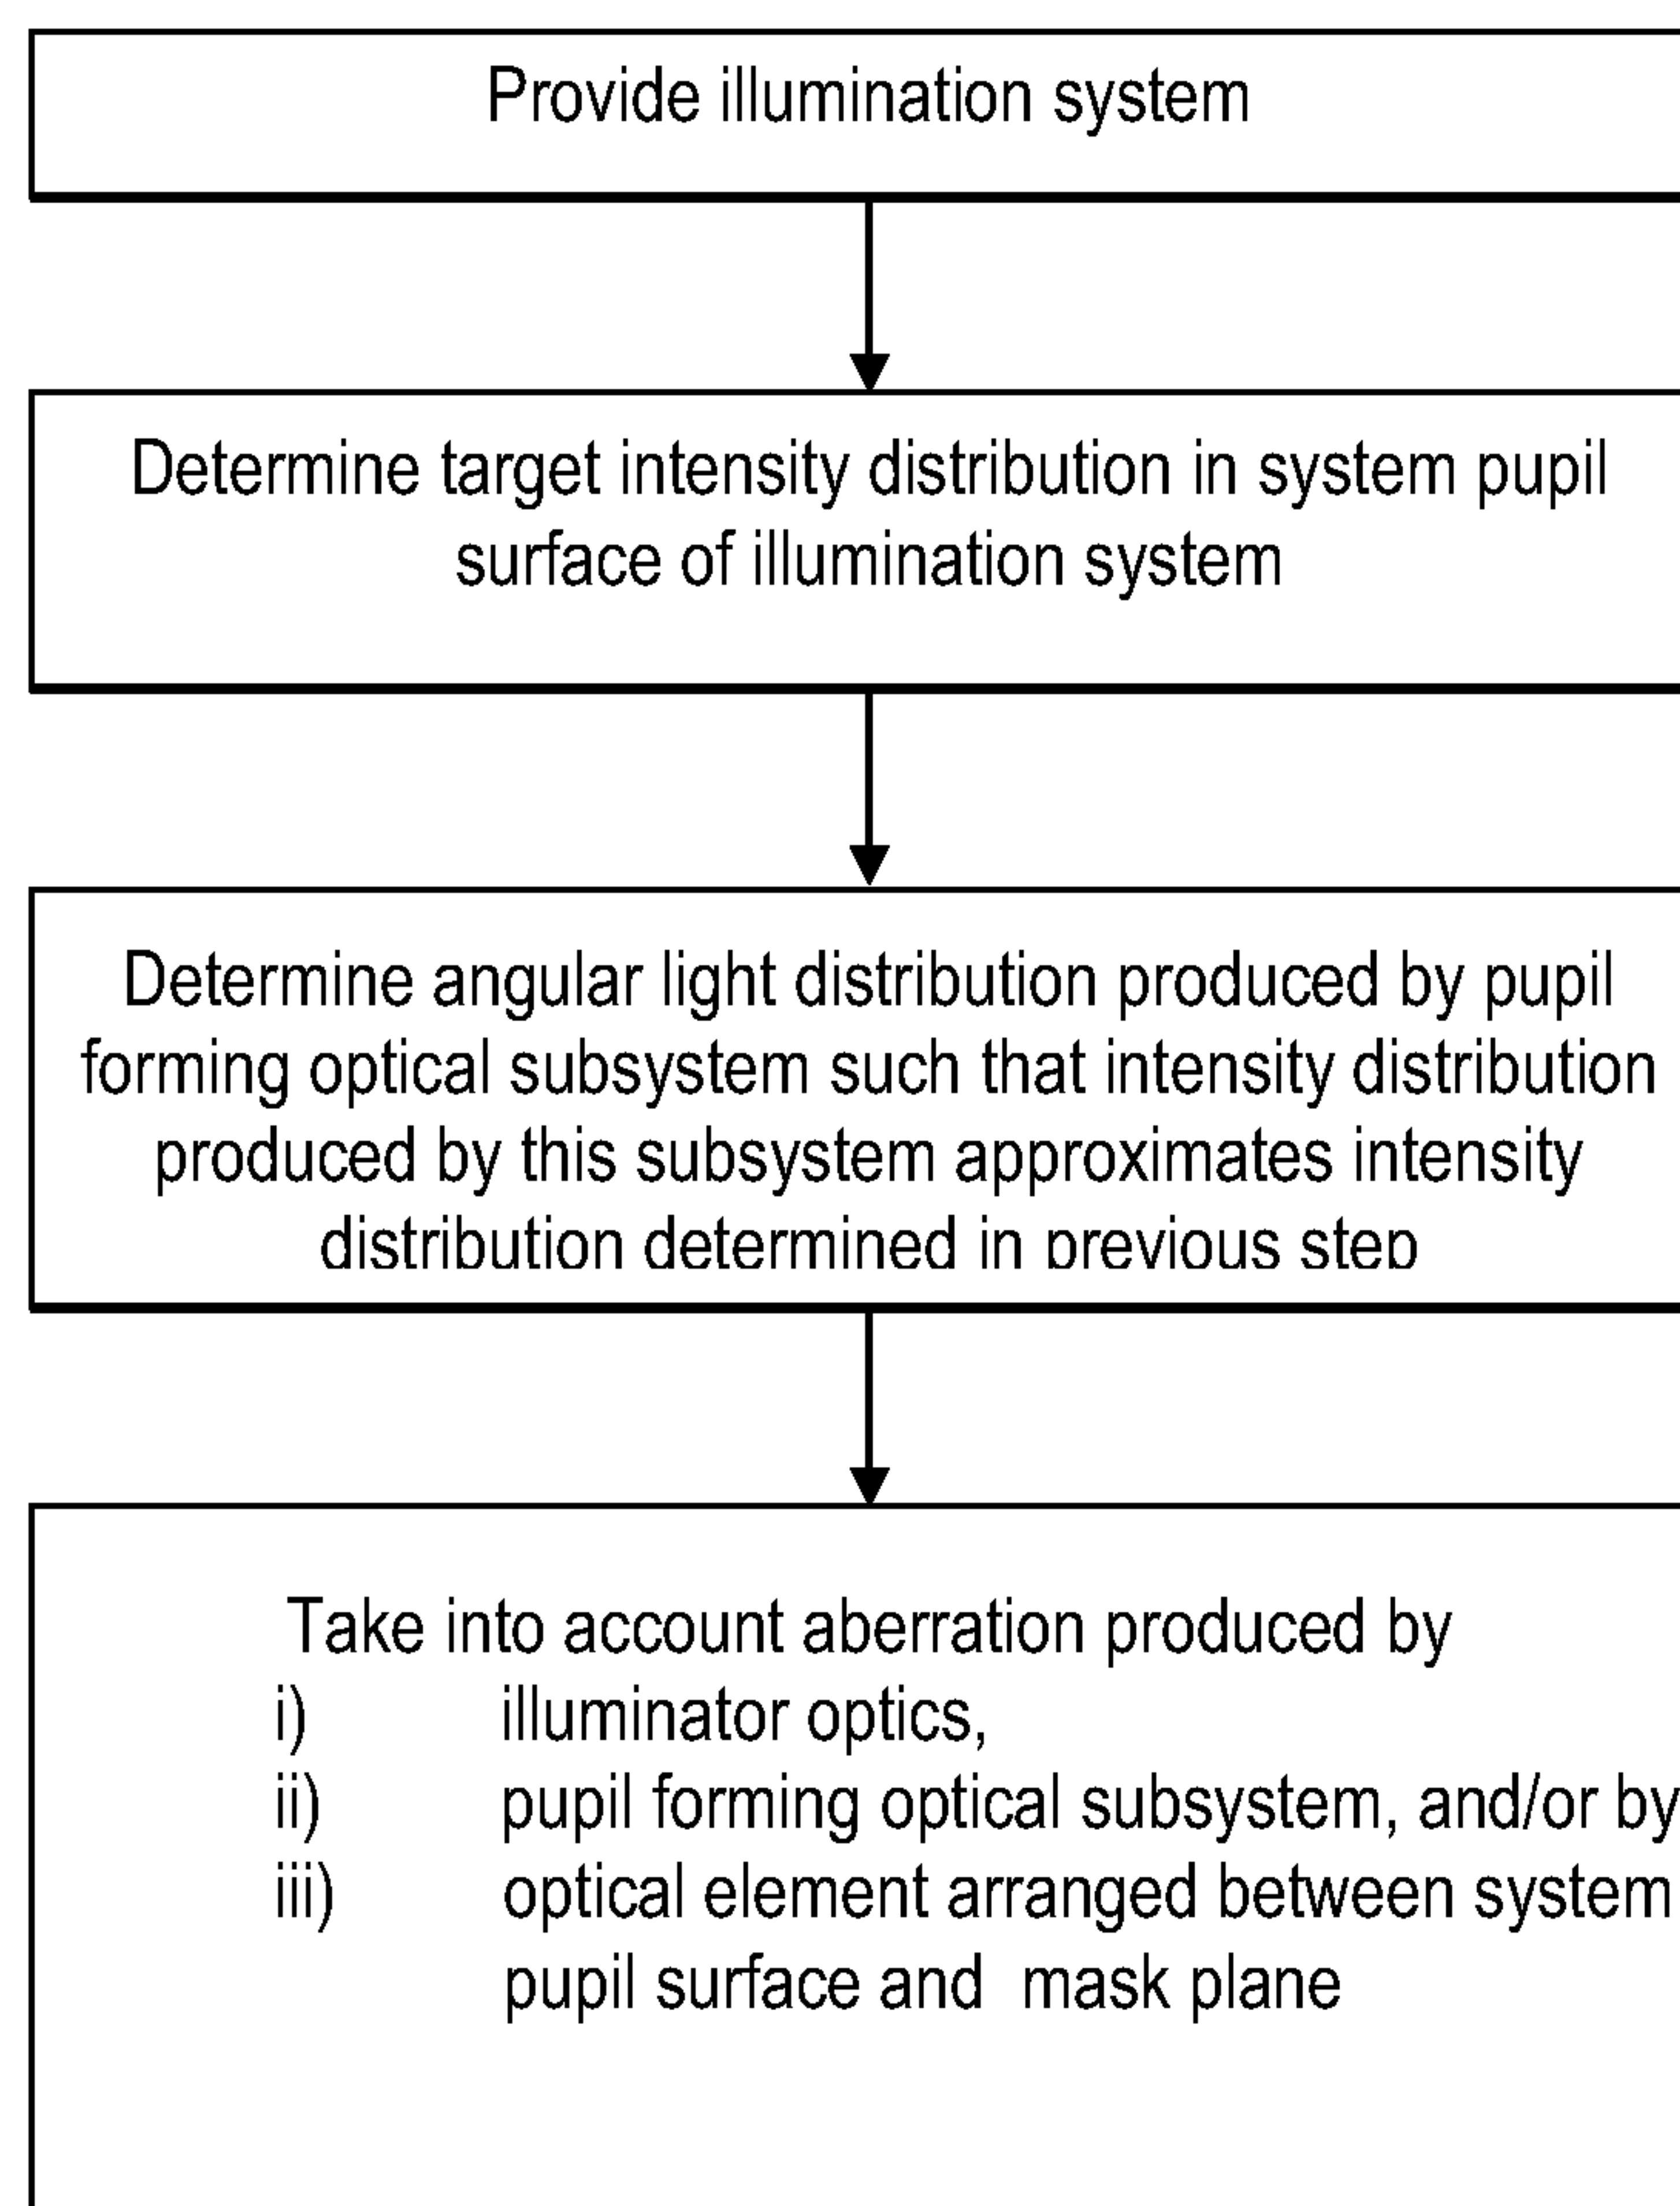 Provide illumination system
Determine target intensity distribution in system pupil
surface of illumination system
Determine angular light distribution produced by pupil
forming optical subsystem such that intensity distribution
produced by this subsystem approximates intensity
distribution determined in previous step
Take into account aberration produced by
i) illuminator optics,
ii) pupil forming optical subsystem, and/or by
iii) optical element arranged between system
pupil surface and mask plane